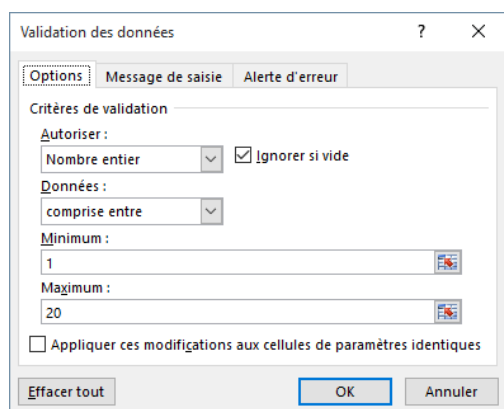 Validation des données ?
Options Message de saisie Alerte d'erreur
Critères de validation
Autoriser :
Nombre entier Ignorer si vide
Données :
comprise entre
Minimum :
1
Maximum :
20
Appliquer ces modifications aux cellules de paramètres identiques
Effacer tout OK Annuler